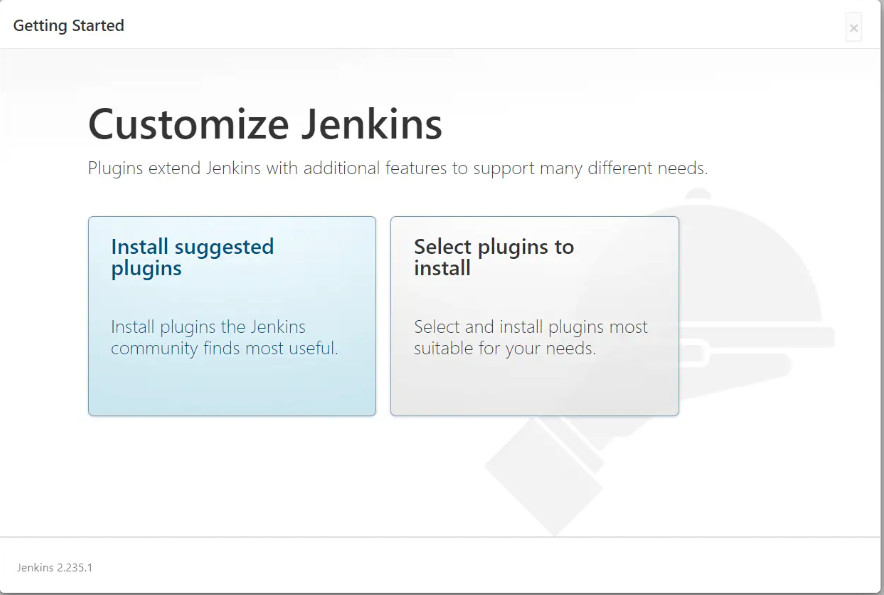 Getting Started
×
Customize Jenkins
Plugins extend Jenkins with additional features to support many different needs.
Install suggested
plugins
Install plugins the Jenkins
community finds most useful.
Select plugins to
install
Select and install plugins most
suitable for your needs.
Jenkins 2.235.1